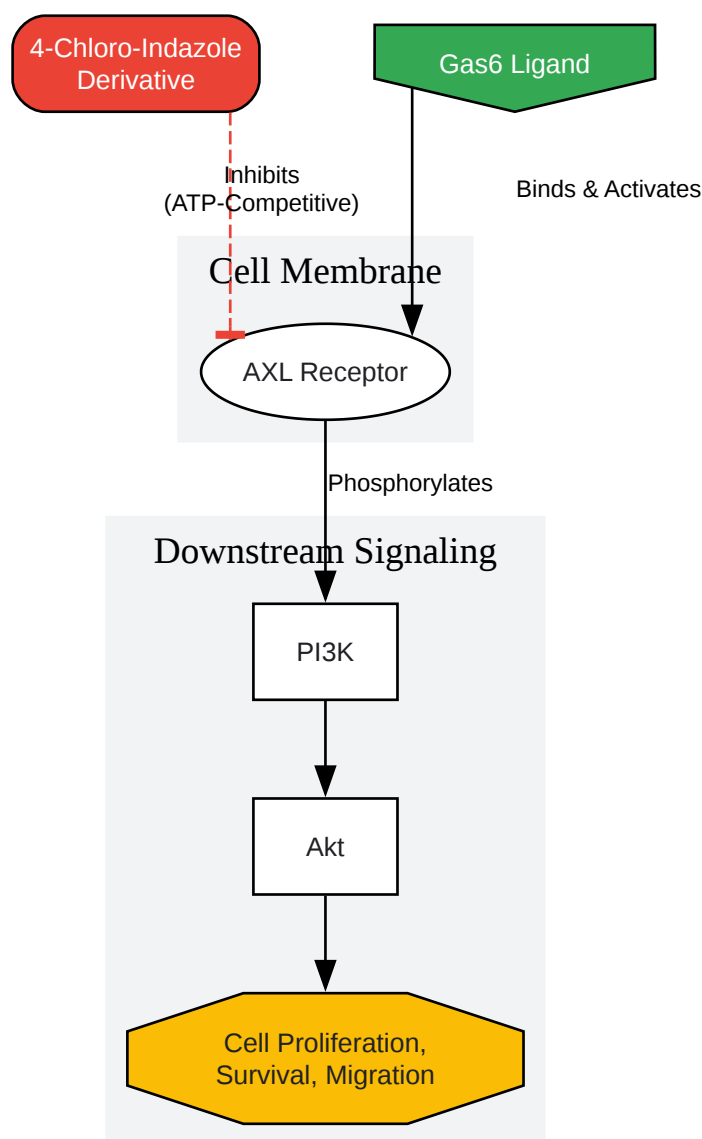 4-Chloro-Indazole
Derivative
Gas6 Ligand
Inhibits
(ATP-Competitive)
Binds & Activates
Cell Membrane
AXL Receptor
Phosphorylates
Downstream Signaling
PI3K
Akt
Cell Proliferation,
Survival, Migration